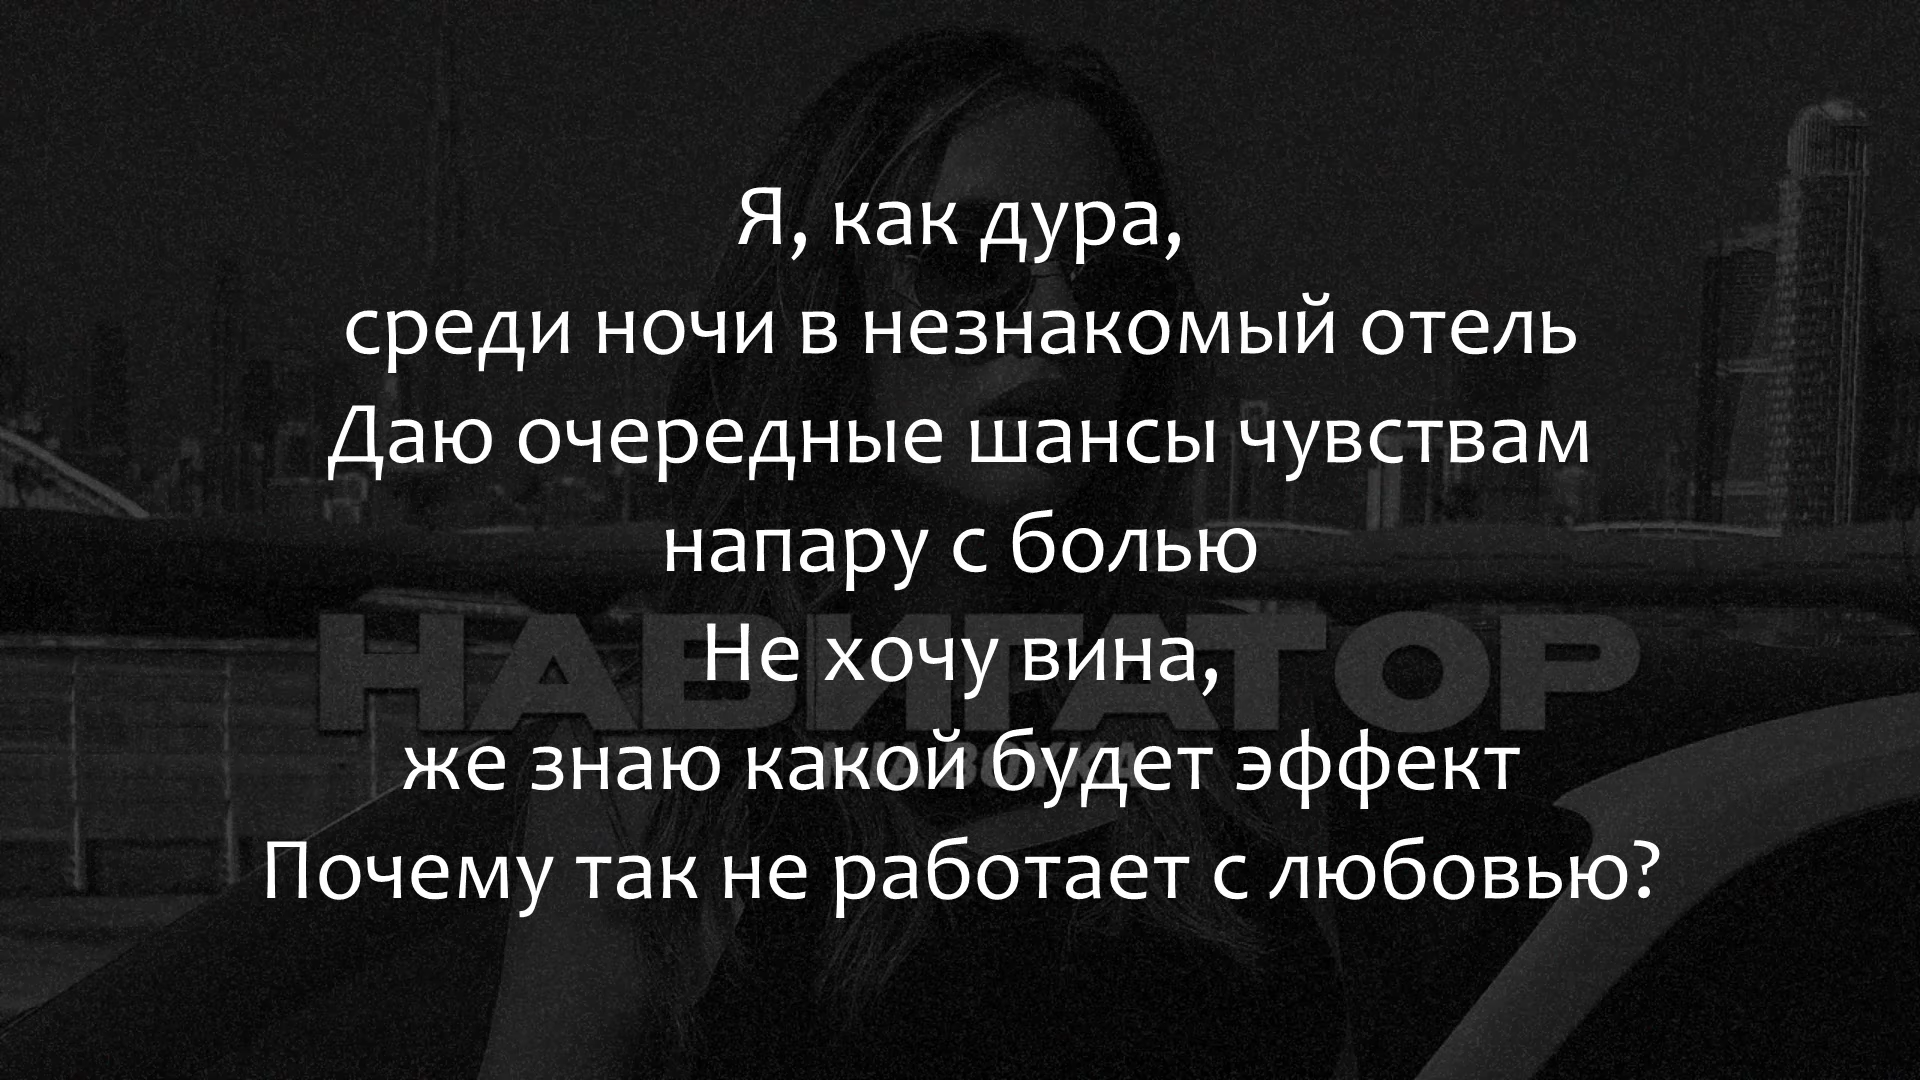 Я, как дура,
среди ночи в незнакомый отель
Даю очередные шансы чувствам
напару с болью
НАВИГАТОР
Не хочу вина,
же знаю какой будет эффект
Почему так не работает с любовью?